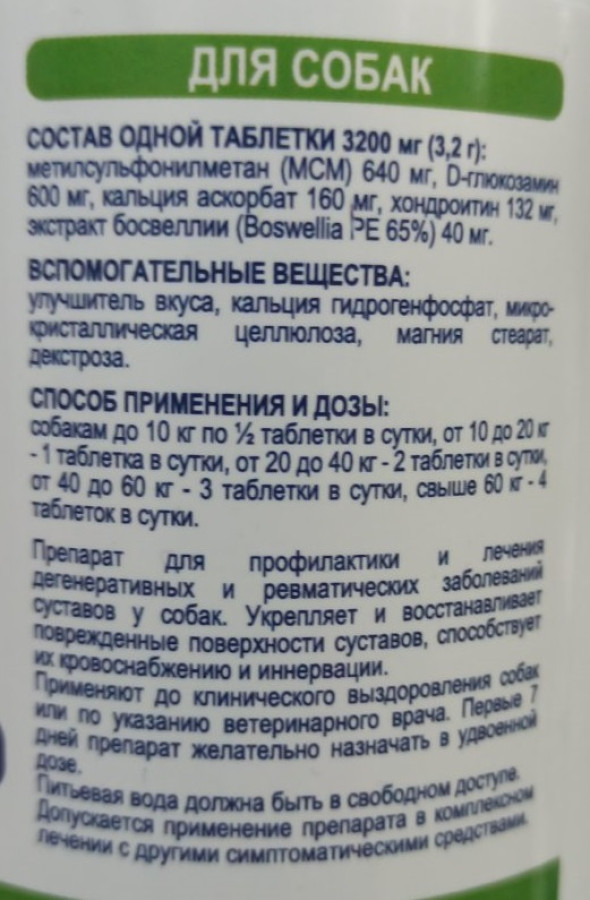 ДЛЯ СОБАК
СОСТАВ ОДНОЙ ТАБЛЕТКИ 3200 мг (3,2 г):
метилсульфонилметан (МСМ) 640 мг, D-глюкозамин
600 мг, кальция аскорбат 160 мг, хондроитин 132 мг,
экстракт босвеллии (Boswellia PE 65%) 40 мг.
ВСПОМОГАТЕЛЬНЫЕ ВЕЩЕСТВА:
улучшитель вкуса, кальция гидрогенфосфат, микро-
кристаллическая целлюлоза, магния стеарат,
декстроза.
СПОСОБ ПРИМЕНЕНИЯ И ДОЗЫ:
собакам до 10 кг по ½ таблетки в сутки, от 10 до 20 кг
- 1 таблетка в сутки, от 20 до 40 кг - 2 таблетки в сутки,
от 40 до 60 кг - 3 таблетки в сутки, свыше 60 кг - 4
таблеток в сутки.
Препарат для профилактики и лечения
дегенеративных и ревматических заболеваний
суставов у собак. Укрепляет и восстанавливает
поврежденные поверхности суставов, способствует
их кровоснабжению и иннервации.
Применяют до клинического выздоровления собак
или по указанию ветеринарного врача. Первые 7
дней препарат желательно назначать в удвоенной
дозе.
Питьевая вода должна быть в свободном доступе.
Допускается применение препарата в комплексном
лечении с другими симптоматическими средствами.